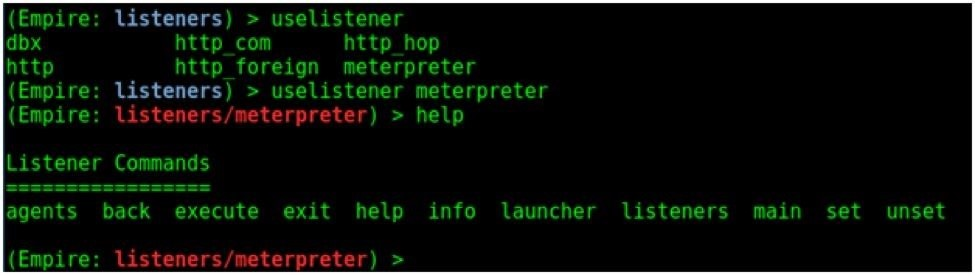 (Empire: listeners) > uselistener
dbx http_com http_hop
http http_foreign meterpreter
(Empire: listeners) > uselistener meterpreter
(Empire: listeners/meterpreter) > help
Listener Commands
=================
agents back execute exit help info launcher listeners main set unset
(Empire: listeners/meterpreter) >